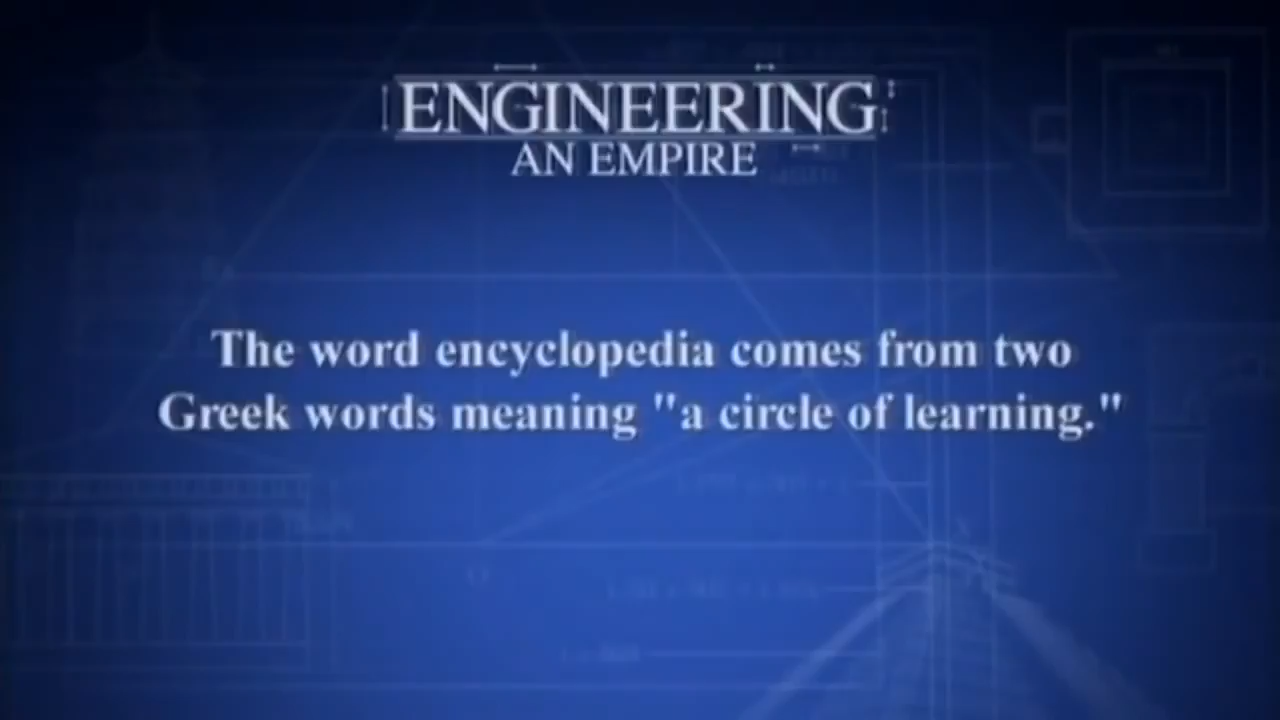 ENGINEERING
AN EMPIRE
The word encyclopedia comes from two
Greek words meaning "a circle of learning."